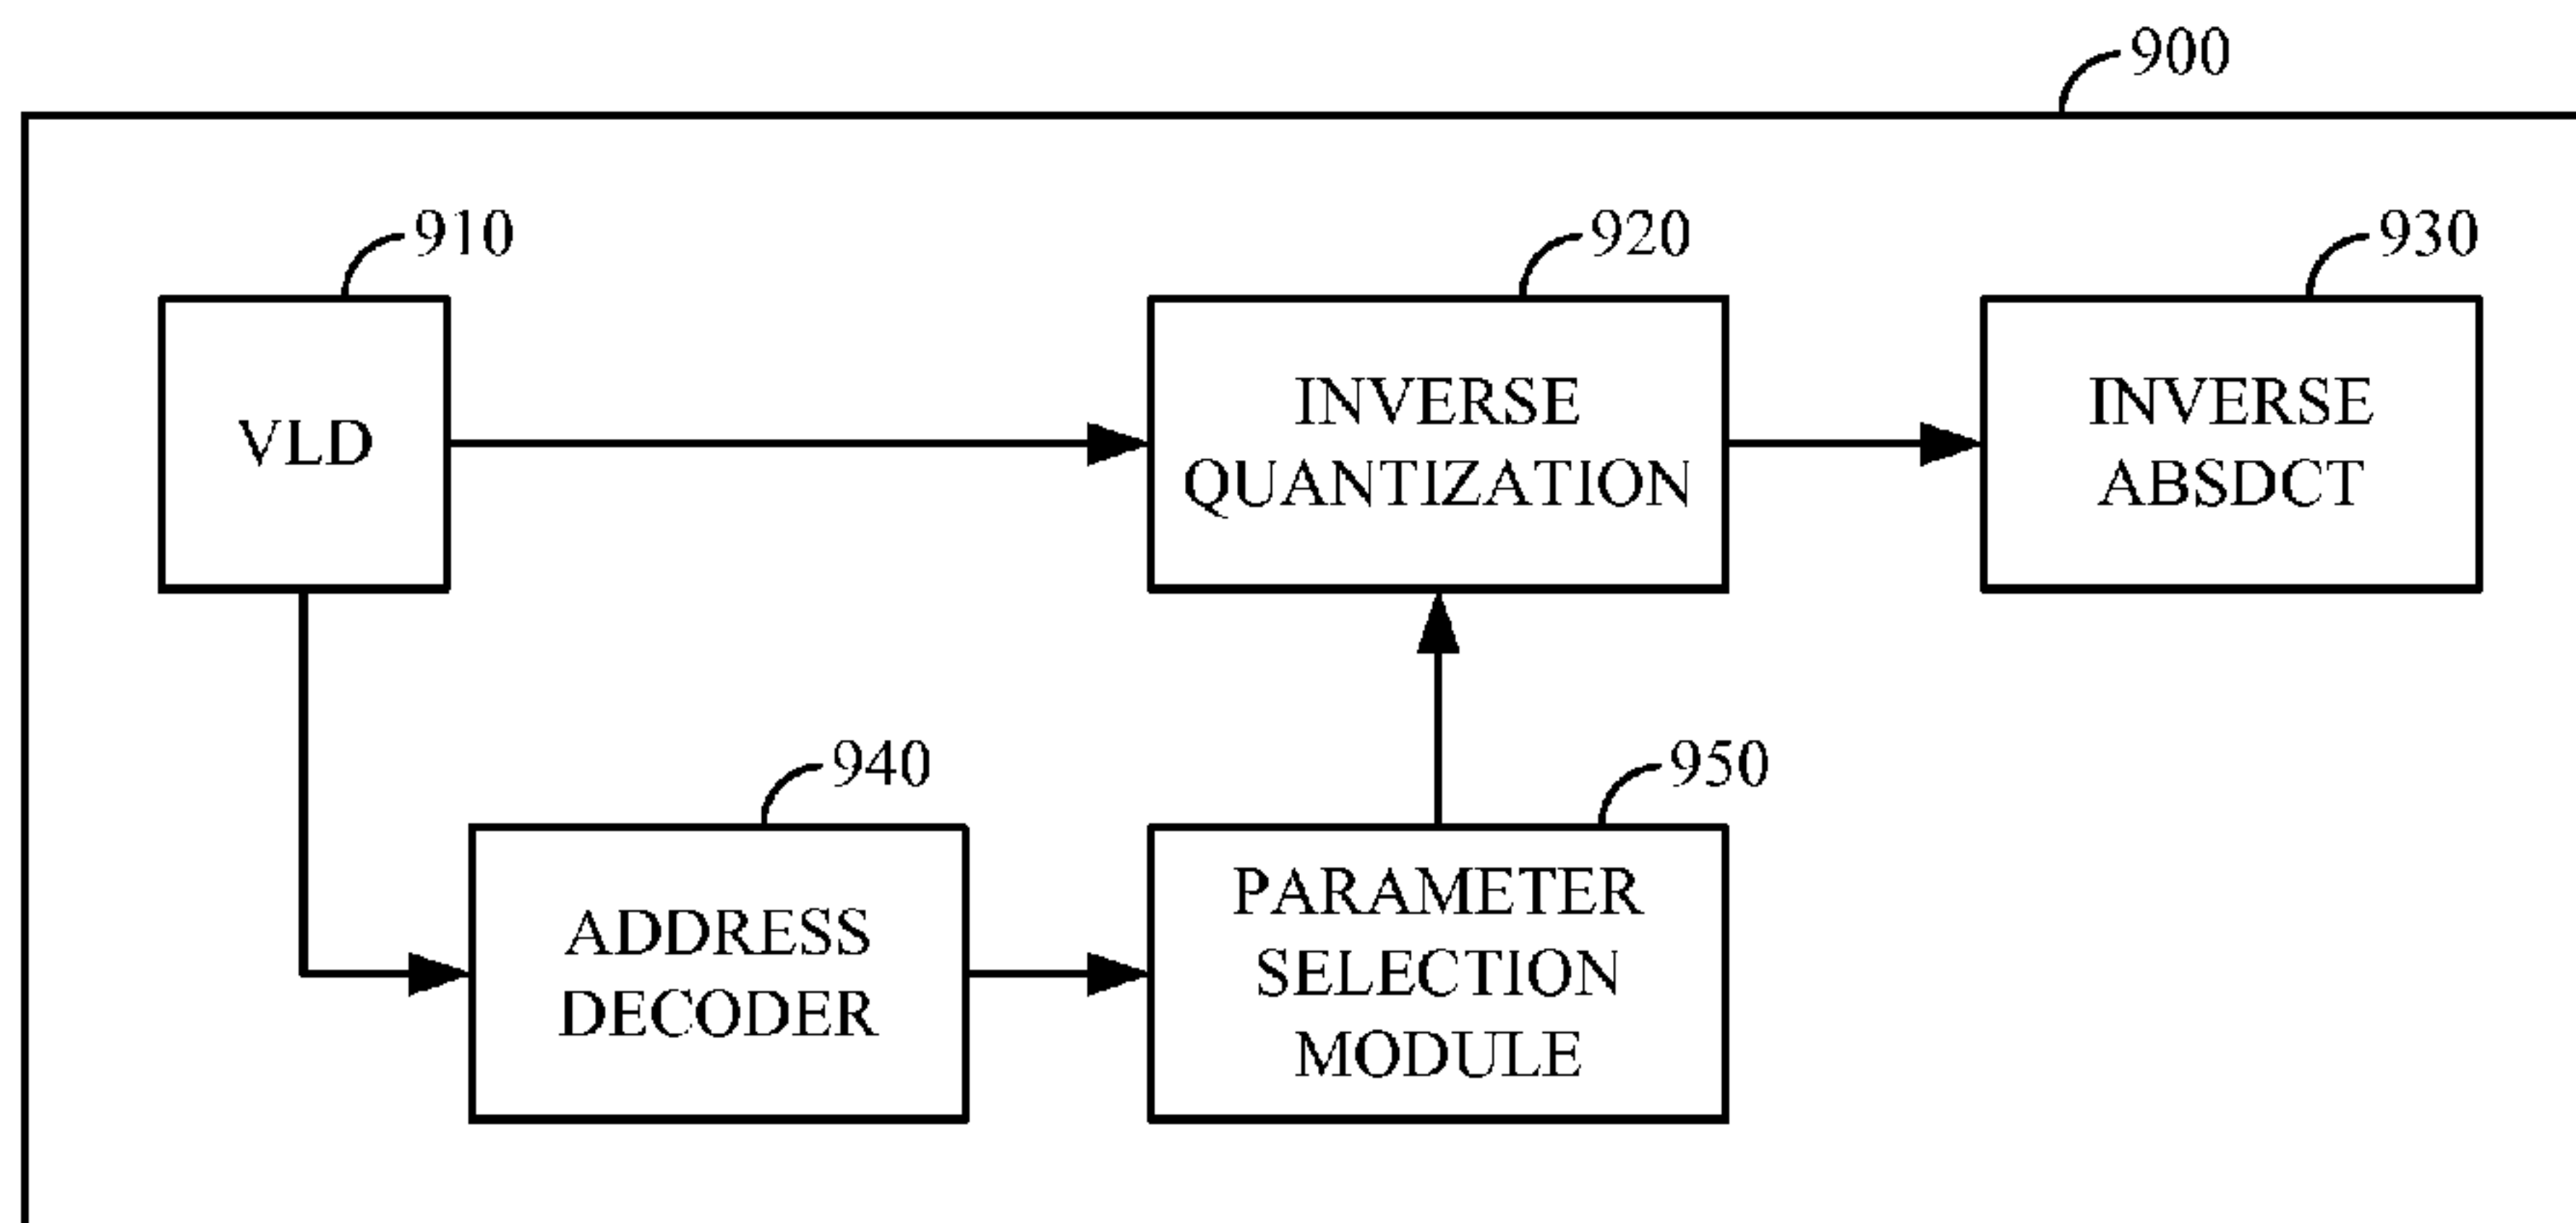 900
910
920
930
VLD
INVERSE
QUANTIZATION
INVERSE
ABSDCT
940
950
ADDRESS
DECODER
PARAMETER
SELECTION
MODULE